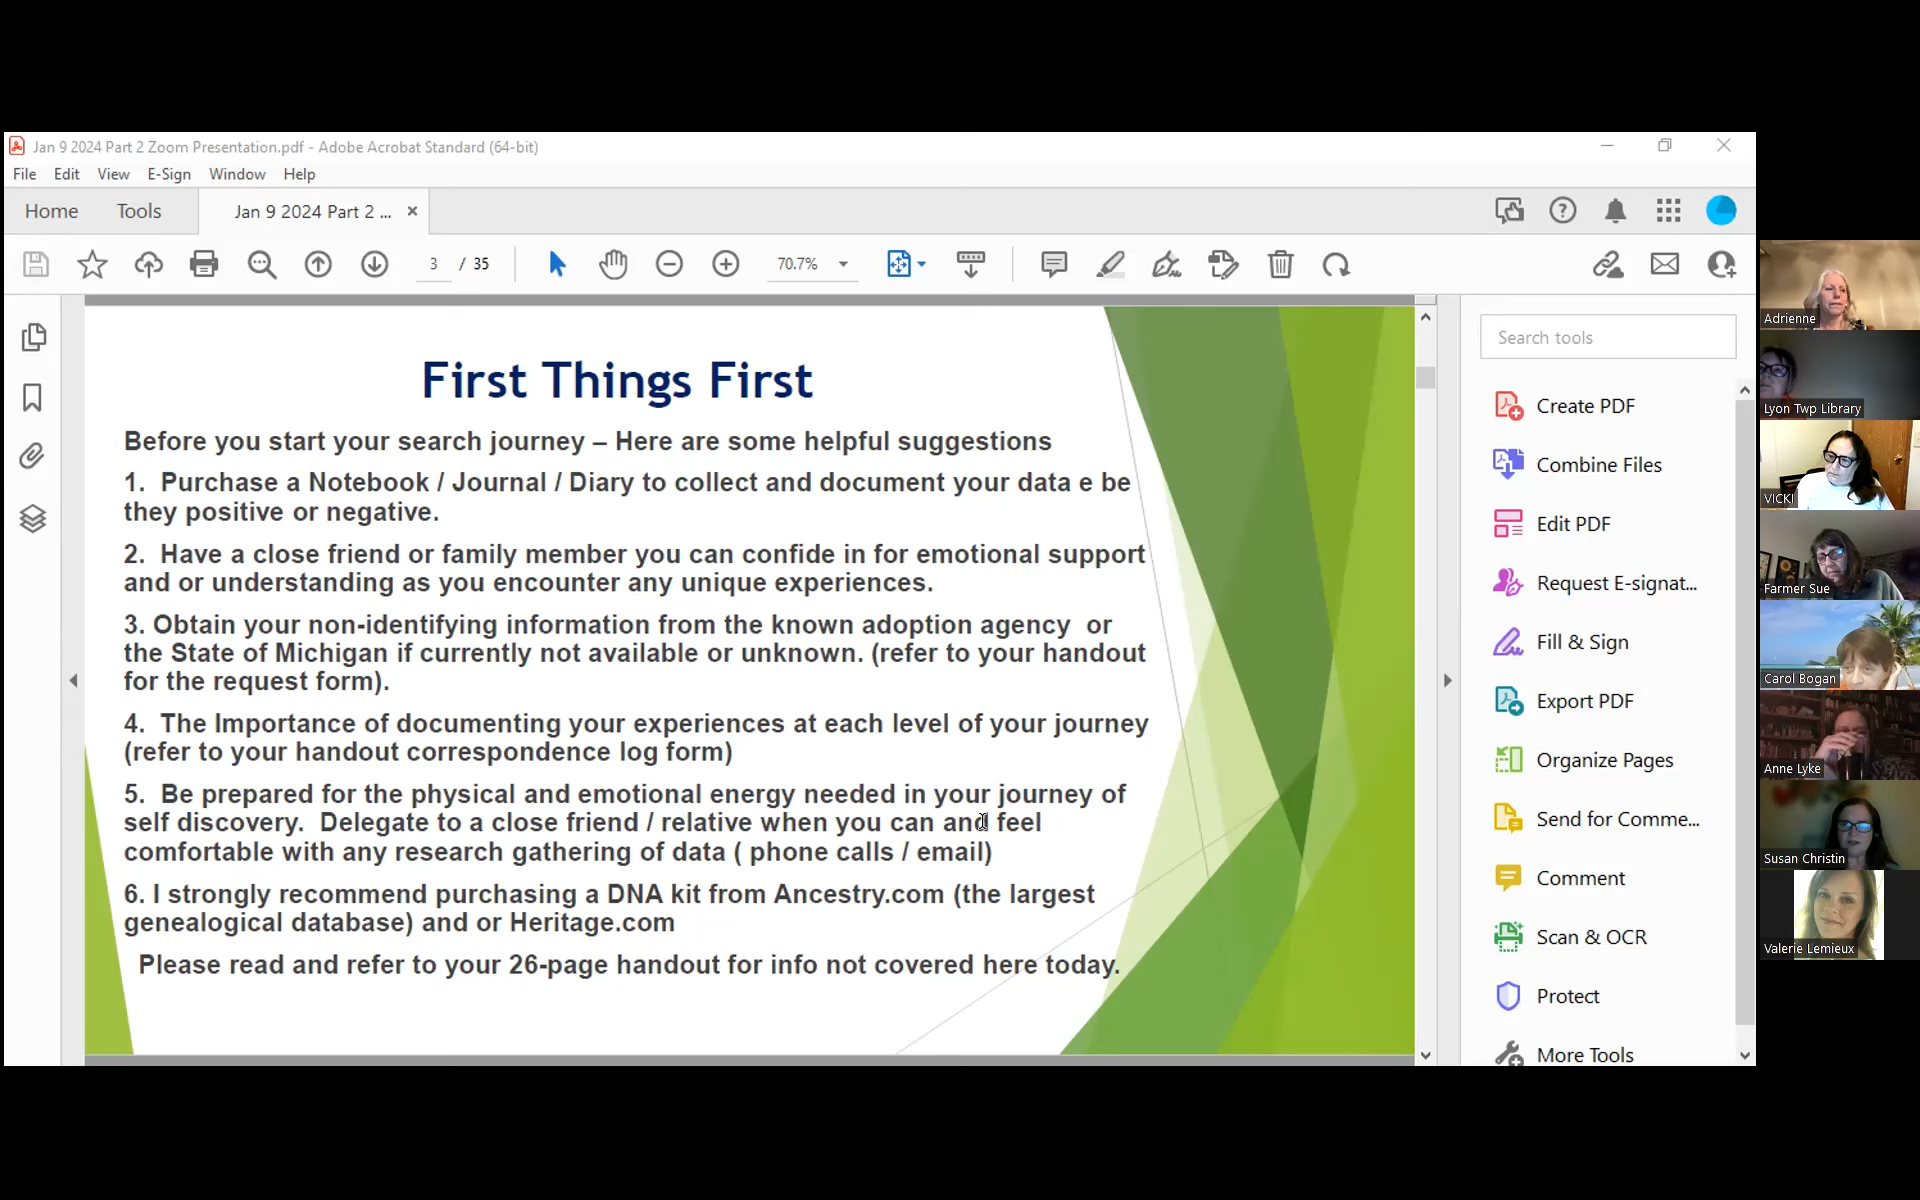 Jan 9 2024 Part 2 Zoom Presentation.pdf - Adobe Acrobat Standard (64-bit)
File Edit View E-Sign Window Help
Home Tools Jan 9 2024 Part 2 ...
3 / 35 70.7%
First Things First
Before you start your search journey – Here are some helpful suggestions
1. Purchase a Notebook / Journal / Diary to collect and document your data e be
they positive or negative.
2. Have a close friend or family member you can confide in for emotional support
and or understanding as you encounter any unique experiences.
3. Obtain your non-identifying information from the known adoption agency or
the State of Michigan if currently not available or unknown. (refer to your handout
for the request form).
4. The Importance of documenting your experiences at each level of your journey
(refer to your handout correspondence log form)
5. Be prepared for the physical and emotional energy needed in your journey of
self discovery. Delegate to a close friend / relative when you can and feel
comfortable with any research gathering of data ( phone calls / email)
6. I strongly recommend purchasing a DNA kit from Ancestry.com (the largest
genealogical database) and or Heritage.com
Please read and refer to your 26-page handout for info not covered here today.
Search tools
Create PDF
Combine Files
Edit PDF
Request E-signat...
Fill & Sign
Export PDF
Organize Pages
Send for Comme...
Comment
Scan & OCR
Protect
More Tools
Adrienne
Lyon Twp Library
VICKI
Farmer Sue
Carol Bogan
Anne Lyke
Susan Christin
Valerie Lemieux